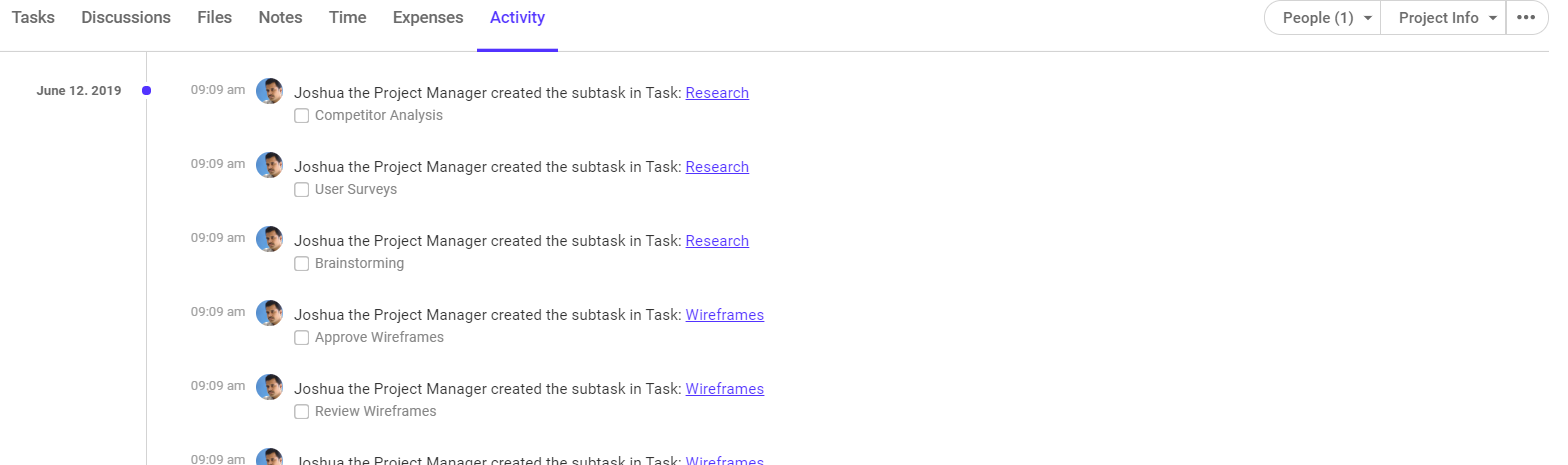 Tasks Discussions Files Notes Time Expenses Activity People (1) Project Info
June 12. 2019 09:09 am Joshua the Project Manager created the subtask in Task: Research
Competitor Analysis
09:09 am Joshua the Project Manager created the subtask in Task: Research
User Surveys
09:09 am Joshua the Project Manager created the subtask in Task: Research
Brainstorming
09:09 am Joshua the Project Manager created the subtask in Task: Wireframes
Approve Wireframes
09:09 am Joshua the Project Manager created the subtask in Task: Wireframes
Review Wireframes
09:09 am Joshua the Project Manager created the subtask in Task: Wireframes